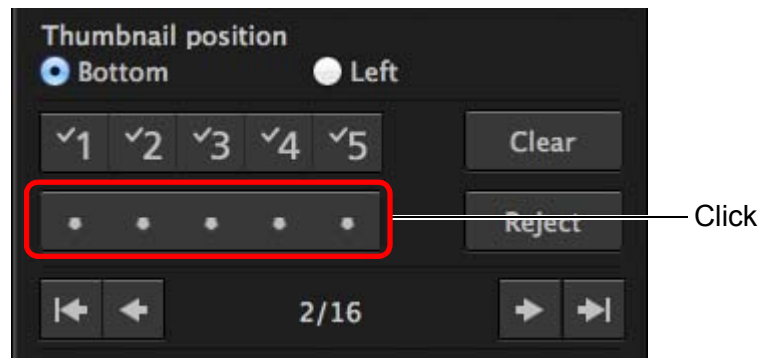 Thumbnail position
Bottom Left
✓1 ✓2 ✓3 ✓4 ✓5 Clear
Reject Click
2/16